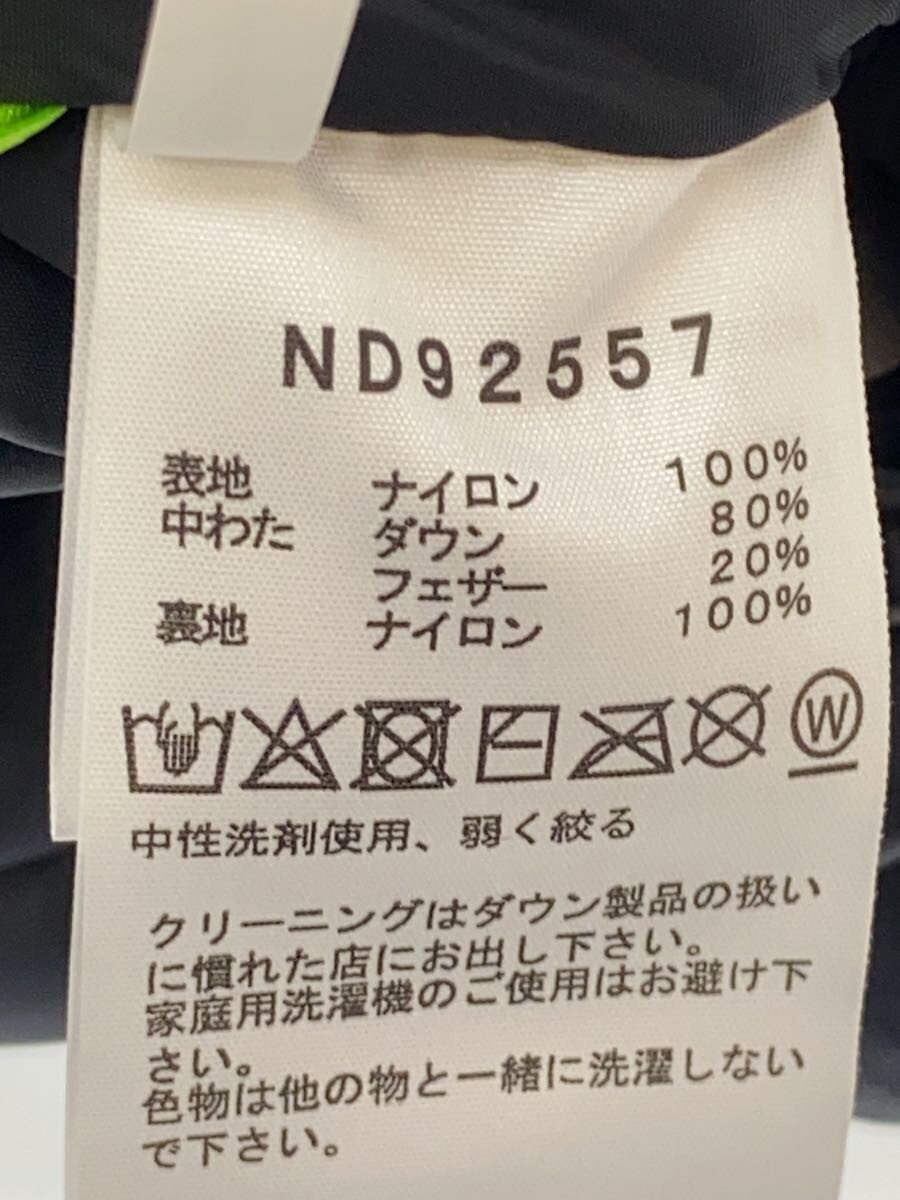 ND92557
表地 ナイロン 100%
中わた ダウン 80%
フェザー 20%
裏地 ナイロン 100%
W
中性洗剤使用、弱く絞る
クリーニングはダウン製品の扱い
に慣れた店にお出し下さい。
家庭用洗濯機のご使用はお避け下
さい。
色物は他の物と一緒に洗濯しない
で下さい。